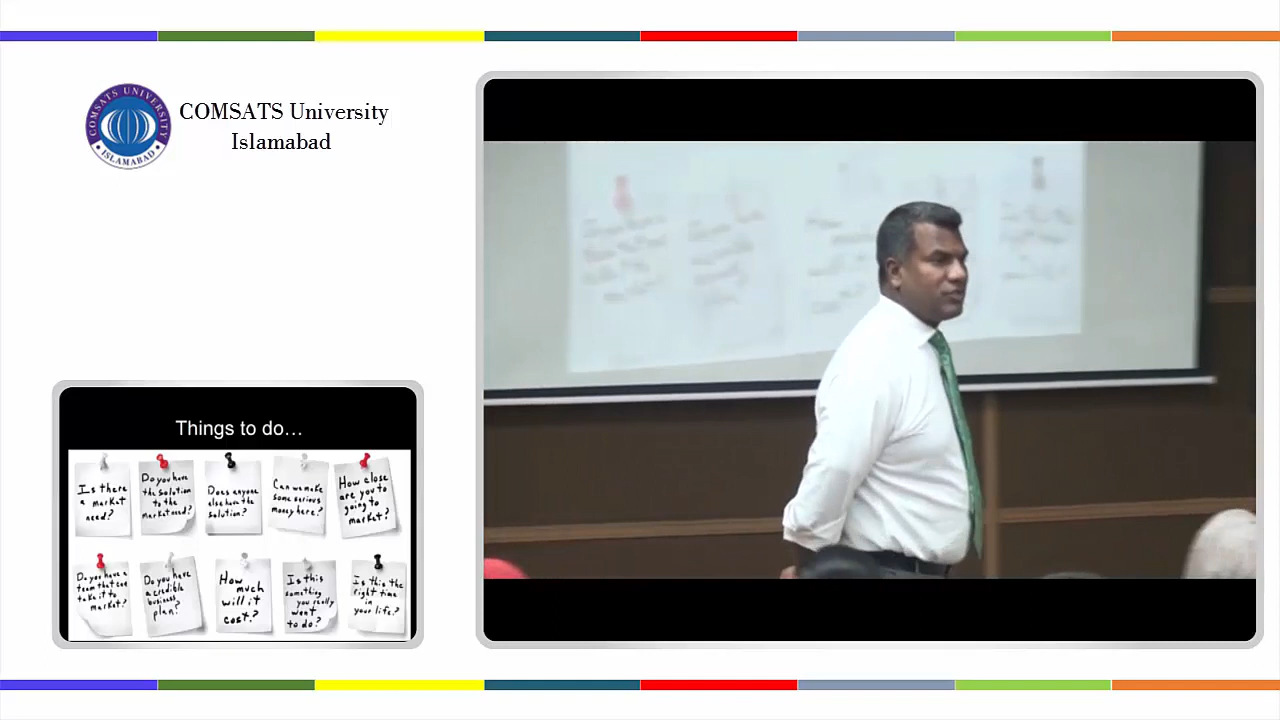 COMSATS UNIVERSITY
ISLAMABAD
COMSATS University
Islamabad
Things to do...
Is there
a market
need?
Do you have
the solution
to the
market need?
Does anyone
else have the
solution?
Can we make
some serious
money here?
How close
are you to
going to
market?
Do you have a
team that can
take it to
market?
Do you have
a credible
business
plan?
How
much
will it
cost?
Is this
something
you really
want
to do?
Is this the
right time
in
your life?